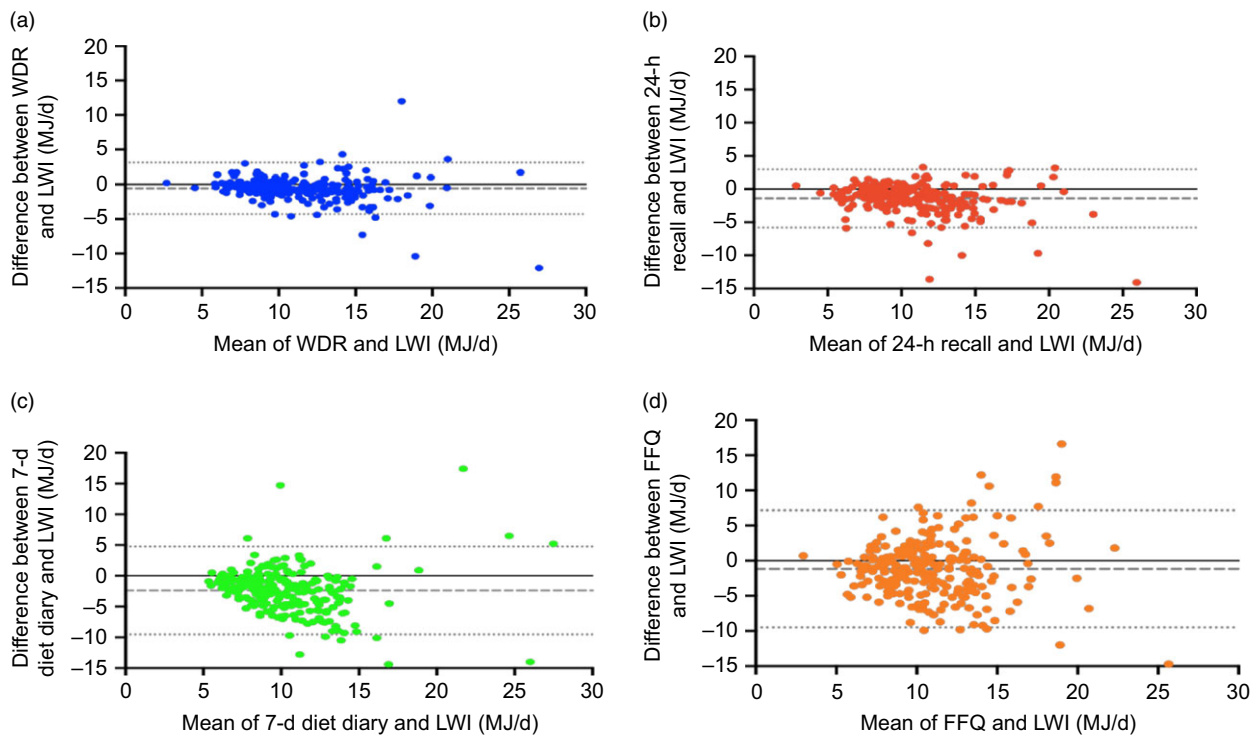 (a)
20
15
10
5
0
–5
–10
–15
0 5 10 15 20 25 30
Difference between WDR
and LWI (MJ/d)
Mean of WDR and LWI (MJ/d)
(b)
20
15
10
5
0
–5
–10
–15
0 5 10 15 20 25 30
Difference between 24-h
recall and LWI (MJ/d)
Mean of 24-h recall and LWI (MJ/d)
(c)
20
15
10
5
0
–5
–10
–15
0 5 10 15 20 25 30
Difference between 7-d
diet diary and LWI (MJ/d)
Mean of 7-d diet diary and LWI (MJ/d)
(d)
20
15
10
5
0
–5
–10
–15
0 5 10 15 20 25 30
Difference between FFQ
and LWI (MJ/d)
Mean of FFQ and LWI (MJ/d)